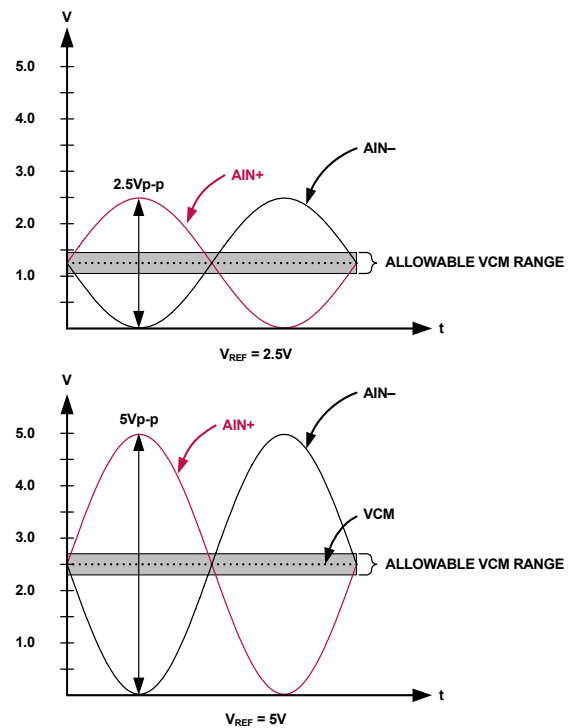 V
5.0
4.0
3.0
AIN–
2.5Vp-p
AIN+
2.0
ALLOWABLE VCM RANGE
1.0
t
VREF = 2.5V
V
AIN–
5Vp-p
AIN+
5.0
4.0
VCM
3.0
ALLOWABLE VCM RANGE
2.0
1.0
t
VREF = 5V